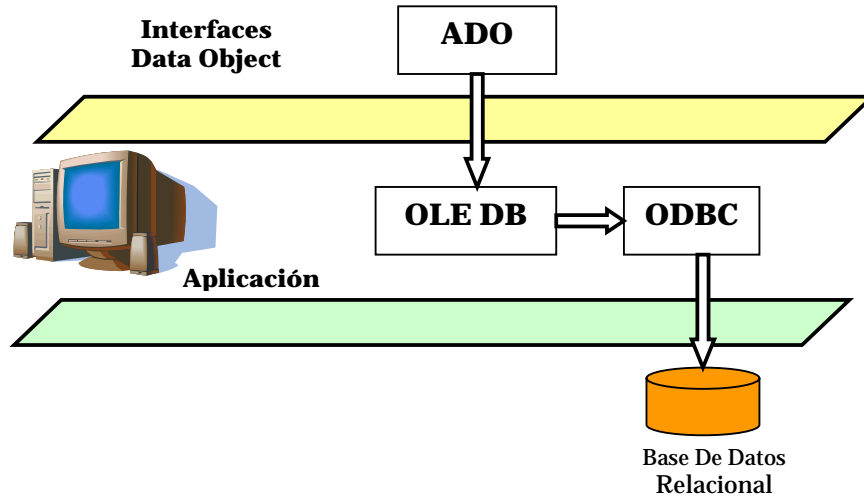 Interfaces
Data Object
ADO
OLE DB
ODBC
Aplicación
Base De Datos
Relacional